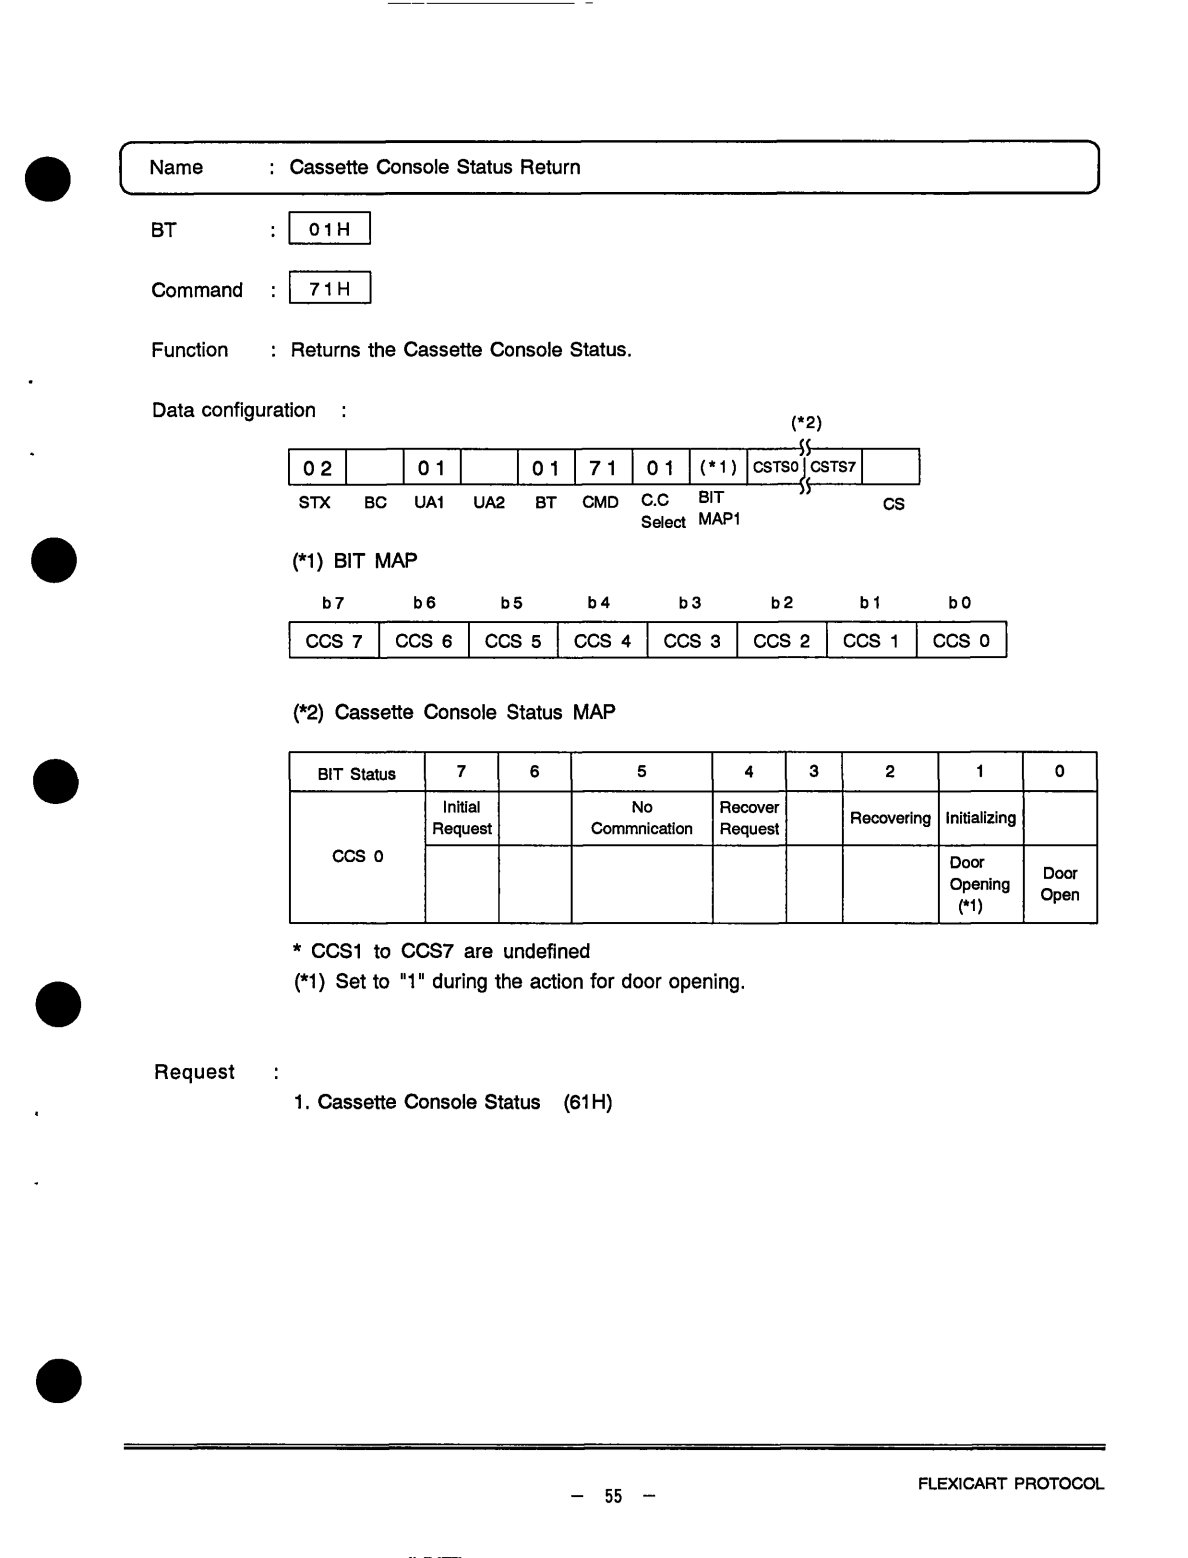 Name : Cassette Console Status Return
BT : 01H
Command : 71H
Function : Returns the Cassette Console Status.
Data configuration :
(*2)
02 01 01 71 01 (*1) CSTS0 CSTS7
STX BC UA1 UA2 BT CMD C.C Select BIT MAP1 CS
(*1) BIT MAP
b7 b6 b5 b4 b3 b2 b1 b0
CCS 7 CCS 6 CCS 5 CCS 4 CCS 3 CCS 2 CCS 1 CCS 0
(*2) Cassette Console Status MAP
BIT Status 7 6 5 4 3 2 1 0
CCS 0
Initial Request No Commnication Recover Request Recovering Initializing
Door Opening (*1) Door Open
* CCS1 to CCS7 are undefined
(*1) Set to "1" during the action for door opening.
Request :
1. Cassette Console Status (61H)
FLEXICART PROTOCOL
— 55 —